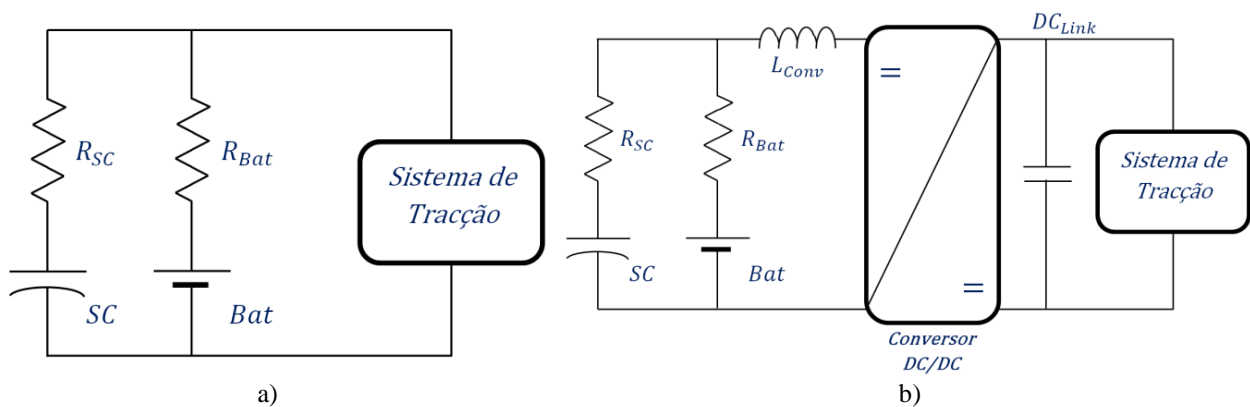 R_SC
R_Bat
Sistema de
Tracção
SC
Bat
a)
L_Conv
DC_Link
=
R_SC
R_Bat
Sistema de
Tracção
SC
Bat
=
Conversor
DC/DC
b)